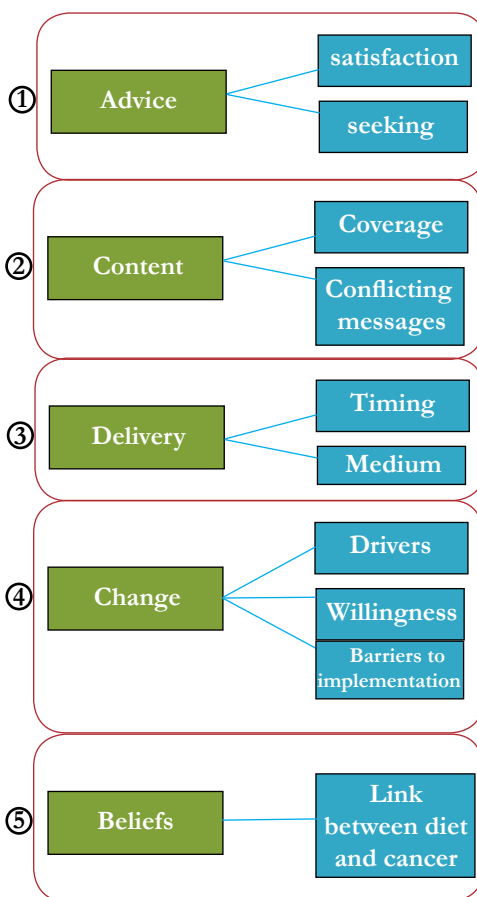 ①
Advice
satisfaction
seeking
②
Content
Coverage
Conflicting
messages
③
Delivery
Timing
Medium
④
Change
Drivers
Willingness
Barriers to
implementation
⑤
Beliefs
Link
between diet
and cancer